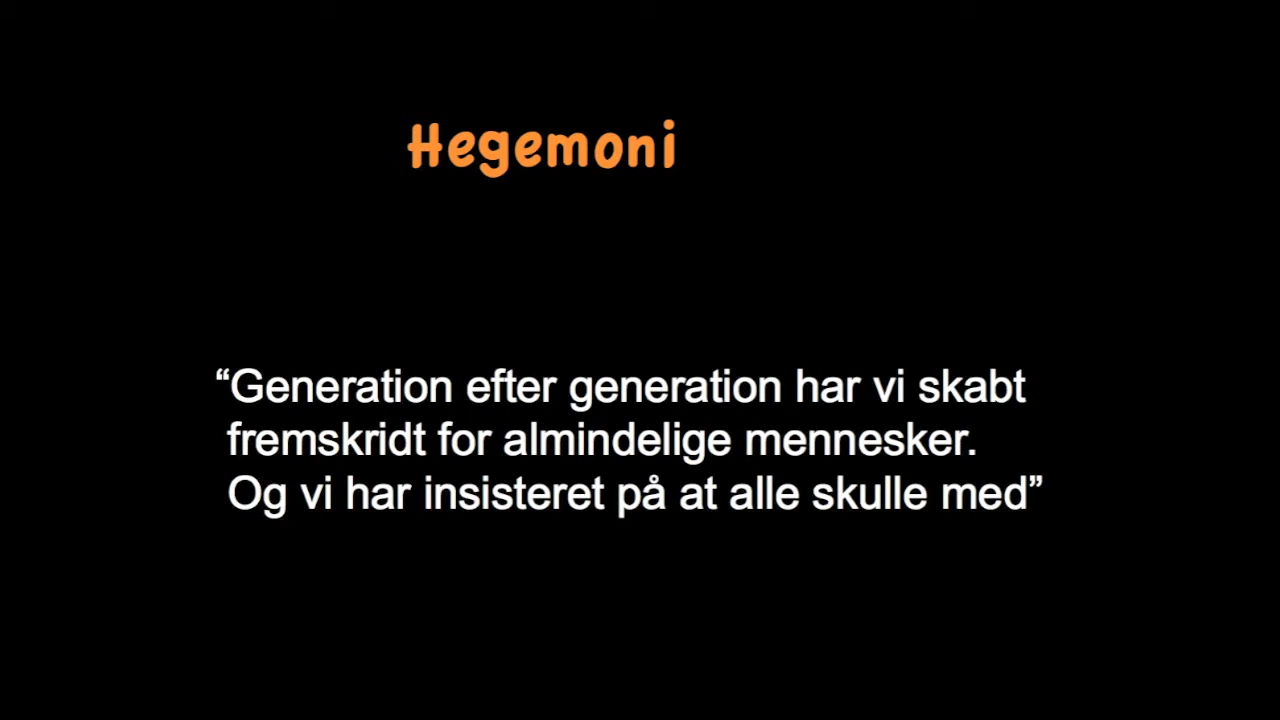 Hegemoni
“Generation efter generation har vi skabt
fremskridt for almindelige mennesker.
Og vi har insisteret på at alle skulle med”